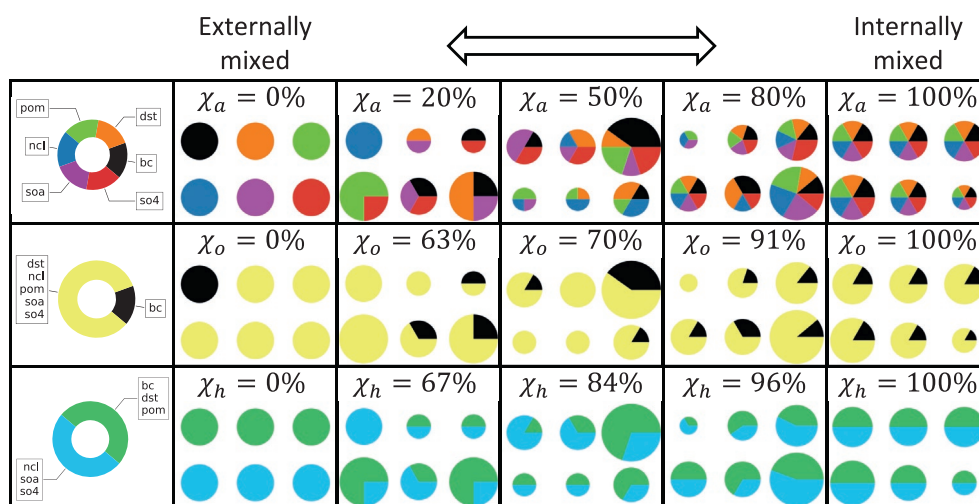 Externally
mixed
Internally
mixed
pom
dst
ncl
bc
soa
so4
χₐ = 0%
χₐ = 20%
χₐ = 50%
χₐ = 80%
χₐ = 100%
dst
ncl
pom
soa
so4
bc
χₒ = 0%
χₒ = 63%
χₒ = 70%
χₒ = 91%
χₒ = 100%
bc
dst
pom
ncl
soa
so4
χₕ = 0%
χₕ = 67%
χₕ = 84%
χₕ = 96%
χₕ = 100%